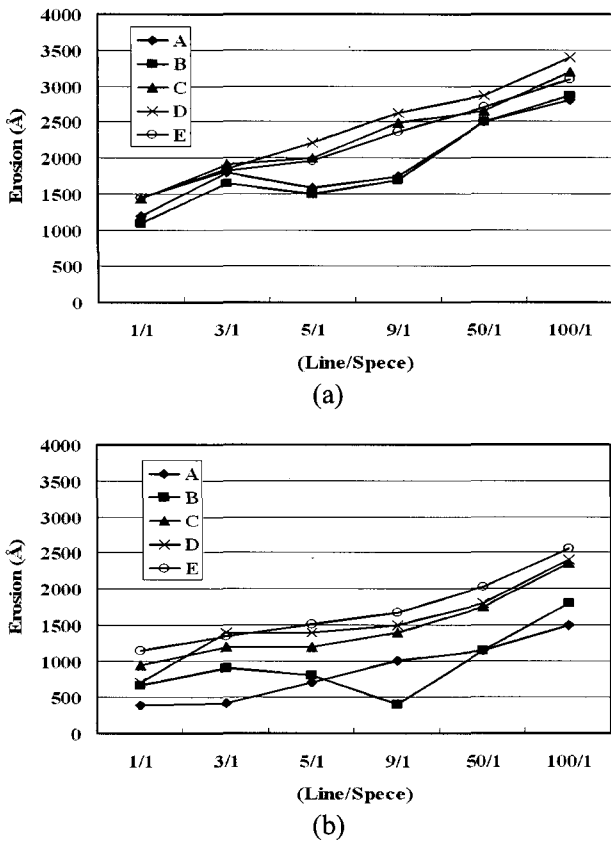 (a)
4000
3500
3000
2500
2000
1500
1000
500
0
Erosion (Å)
A
B
C
D
E
1/1 3/1 5/1 9/1 50/1 100/1
(Line/Spece)
(a)
4000
3500
3000
2500
2000
1500
1000
500
0
Erosion (Å)
A
B
C
D
E
1/1 3/1 5/1 9/1 50/1 100/1
(Line/Spece)
(b)